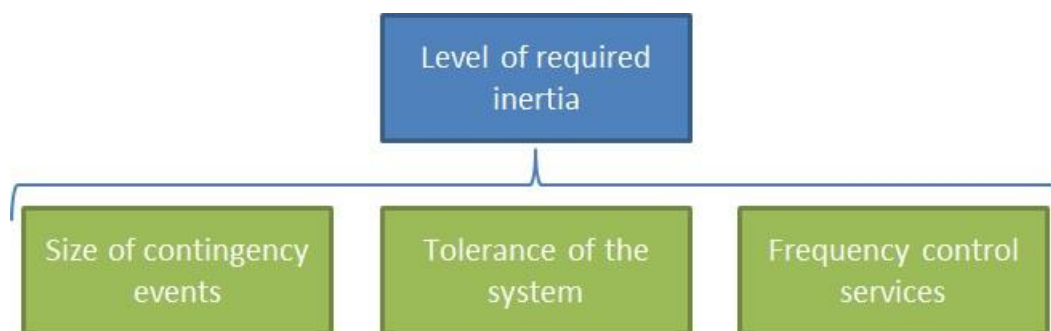 Level of required
inertia
Size of contingency
events
Tolerance of the
system
Frequency control
services